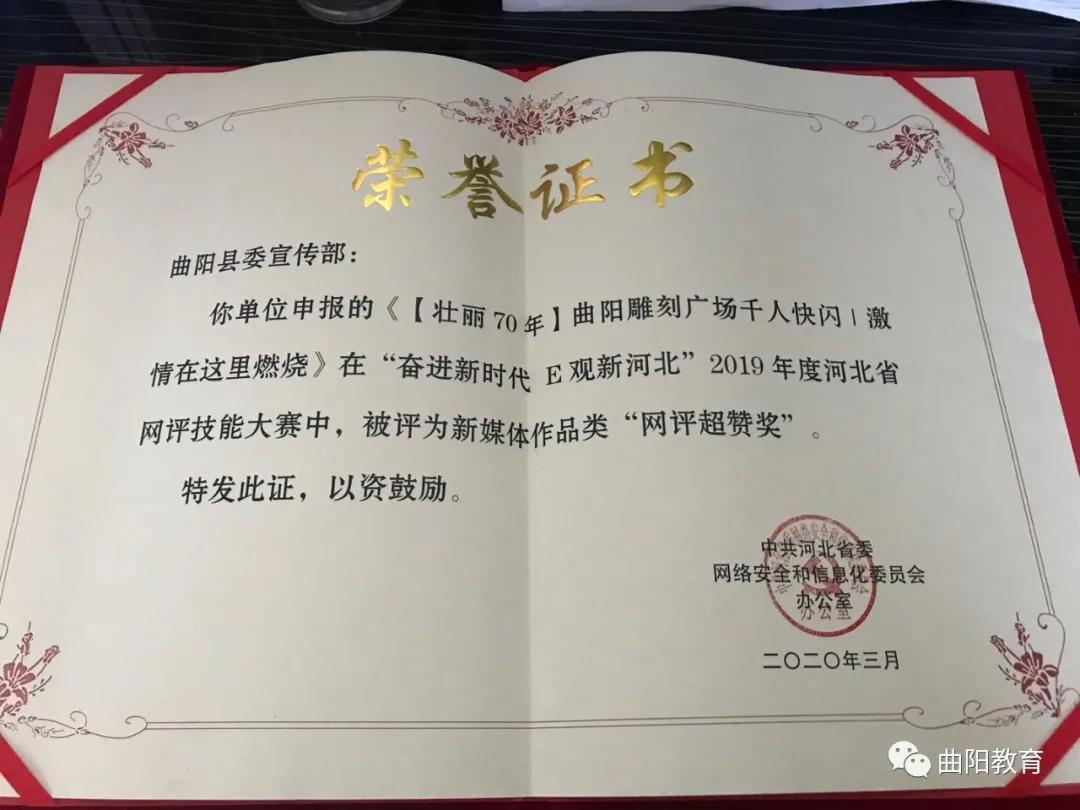 荣誉证书
曲阳县委宣传部：
你单位申报的《【壮丽70年】曲阳雕刻广场千人快闪|激
情在这里燃烧》在“奋进新时代 E观新河北”2019年度河北省
网评技能大赛中，被评为新媒体作品类“网评超赞奖”。
特发此证，以资鼓励。
中共河北省委
网络安全和信息化委员会
办公室
二〇二〇年三月
曲阳教育